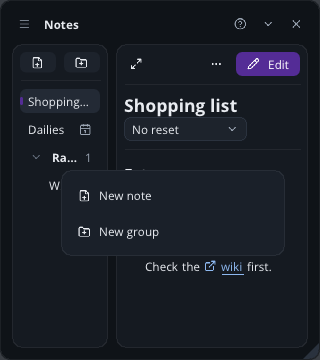 Notes
Edit
Shopping...
Shopping list
No reset
Dailies
Ra... 1
W
New note
New group
Check the wiki first.